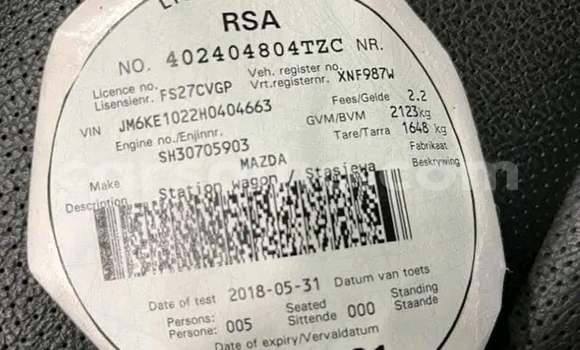 RSA
NO. 402404804TZC NR.
Licence no. Veh. register no.
Lisensienr. FS27CVGP Vrt.registernr. XNF987W
VIN JM6KE1022H0404663 Fees/Gelde 2.2
Engine no./Enjinnr. GVM/BVM 2123kg
SH30705903 Tare/Tarra 1648 kg
Make MAZDA Fabrikaat
Description Station wagon / Stasiewa Beskrywing
Date of test 2018-05-31 Datum van toets
Persons: Seated Standing
Persone: 005 Sittende 000 Staande
Date of expiry/Vervaldatum